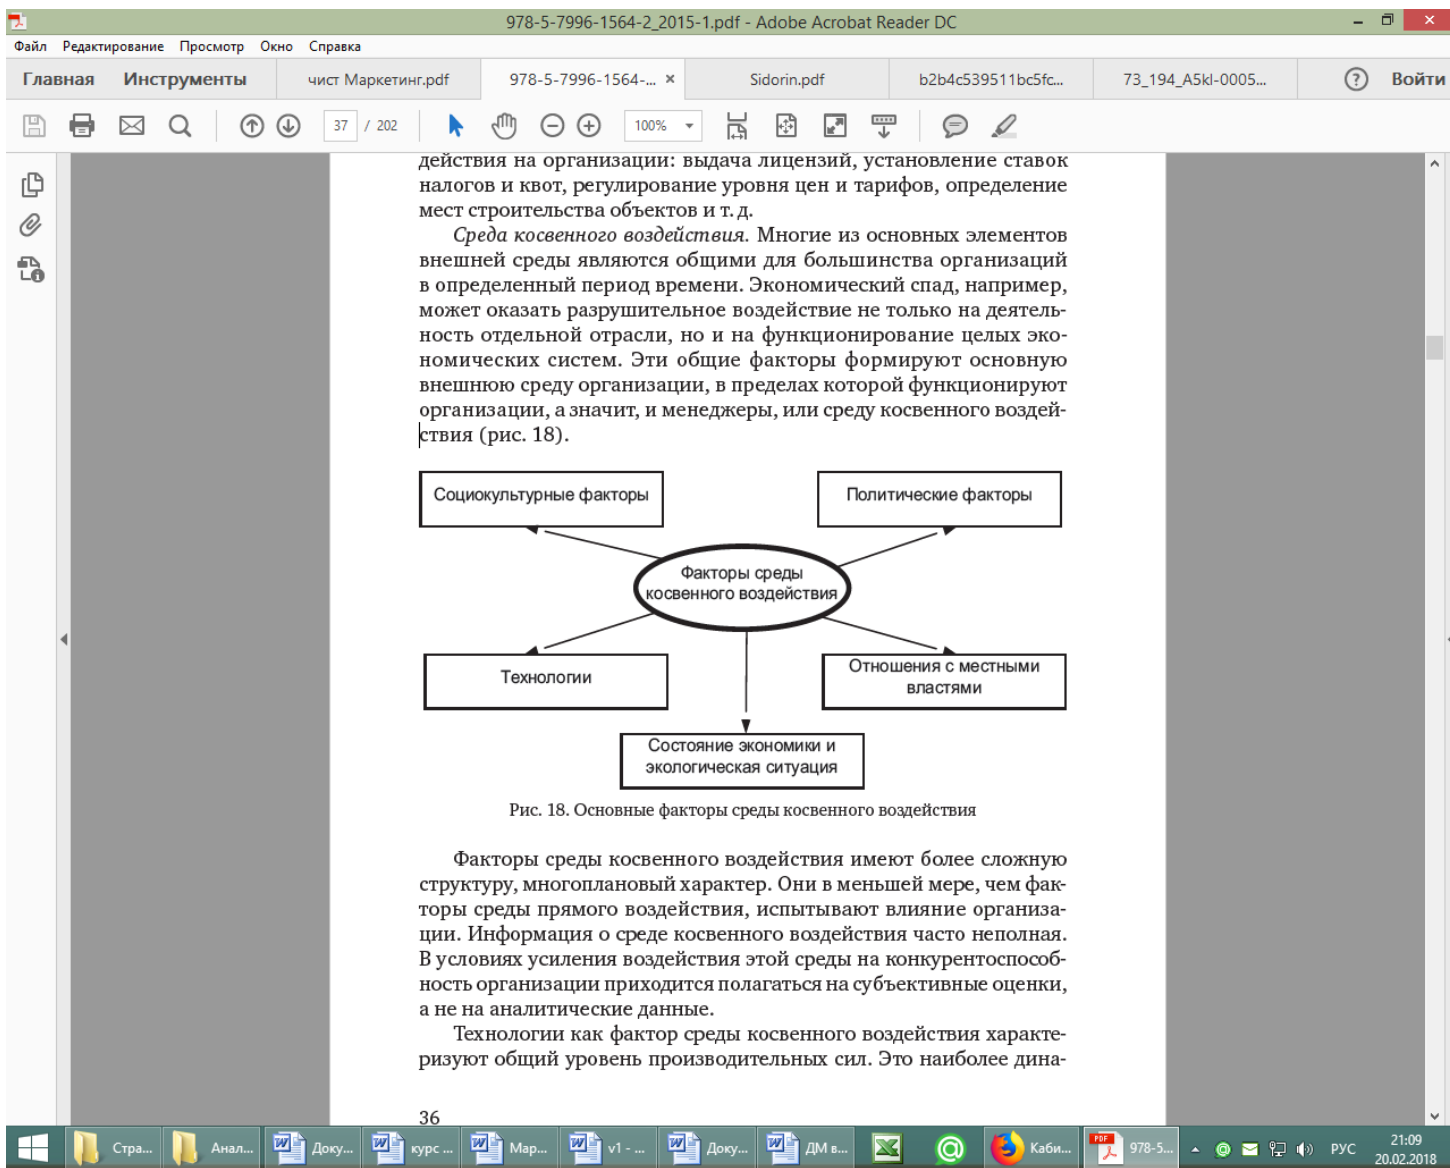 978-5-7996-1564-2_2015-1.pdf - Adobe Acrobat Reader DC
Файл Редактирование Просмотр Окно Справка
Главная Инструменты чист Маркетинг.pdf 978-5-7996-1564-... × Sidorin.pdf b2b4c539511bc5fc... 73_194_A5kl-0005... ? Войти
37 / 202 100%
действия на организации: выдача лицензий, установление ставок
налогов и квот, регулирование уровня цен и тарифов, определение
мест строительства объектов и т. д.
Среда косвенного воздействия. Многие из основных элементов
внешней среды являются общими для большинства организаций
в определенный период времени. Экономический спад, например,
может оказать разрушительное воздействие не только на деятель-
ность отдельной отрасли, но и на функционирование целых эко-
номических систем. Эти общие факторы формируют основную
внешнюю среду организации, в пределах которой функционируют
организации, а значит, и менеджеры, или среду косвенного воздей-
ствия (рис. 18).
Социокультурные факторы
Политические факторы
Факторы среды
косвенного воздействия
Технологии
Отношения с местными
властями
Состояние экономики и
экологическая ситуация
Рис. 18. Основные факторы среды косвенного воздействия
Факторы среды косвенного воздействия имеют более сложную
структуру, многоплановый характер. Они в меньшей мере, чем фак-
торы среды прямого воздействия, испытывают влияние организа-
ции. Информация о среде косвенного воздействия часто неполная.
В условиях усиления воздействия этой среды на конкурентоспособ-
ность организации приходится полагаться на субъективные оценки,
а не на аналитические данные.
Технологии как фактор среды косвенного воздействия характе-
ризуют общий уровень производительных сил. Это наиболее дина-
36
Стра... Анал... Доку... курс ... Мар... v1 - ... Доку... ДМ в... Каби... 978-5... РУС 21:09
20.02.2018